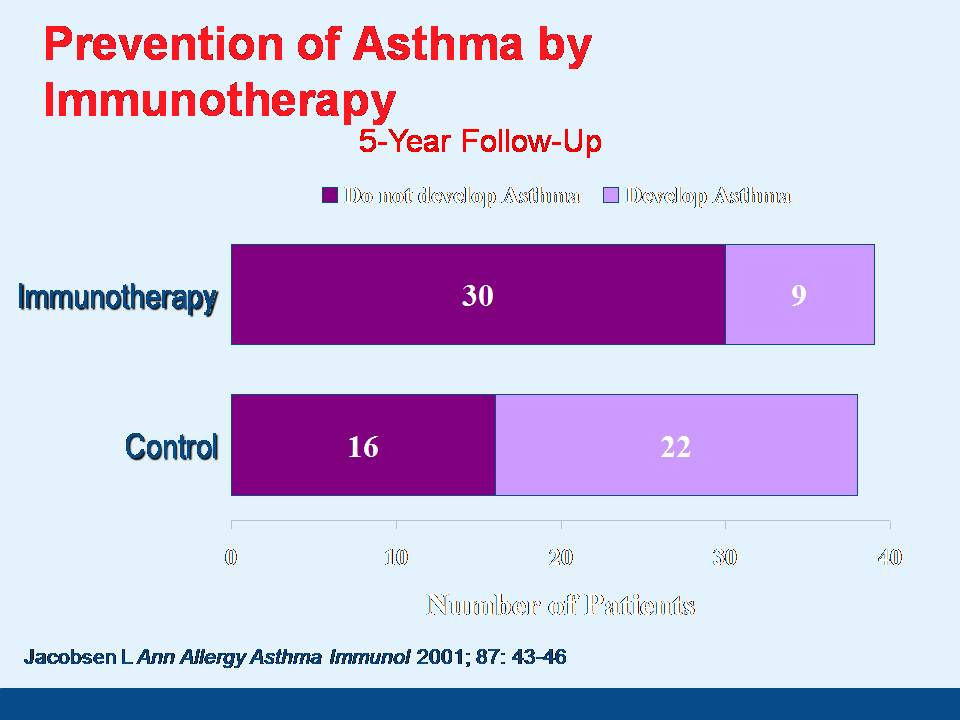 Prevention of Asthma by
Immunotherapy
5-Year Follow-Up
Do not develop Asthma Develop Asthma
Immunotherapy 30 9
Control 16 22
0 10 20 30 40
Number of Patients
Jacobsen L Ann Allergy Asthma Immunol 2001; 87: 43-46